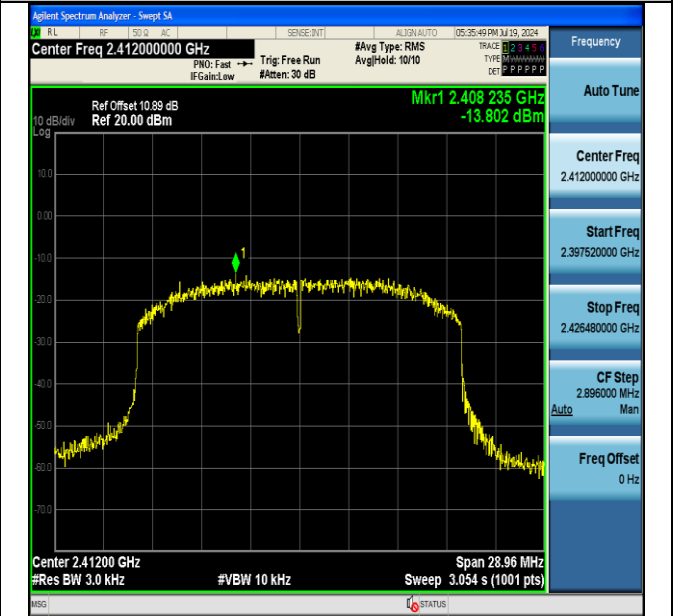 Agilent Spectrum Analyzer - Swept SA
RL RF 50 Ω AC SENSE:INT ALIGN AUTO 05:35:49 PM Jul 19, 2024
Center Freq 2.412000000 GHz
PNO: Fast
IFGain:Low
Trig: Free Run
#Atten: 30 dB
#Avg Type: RMS
Avg|Hold: 10/10
TRACE 1 2 3 4 5 6
TYPE M
DET P P P P P P
Frequency
Mkr1 2.408 235 GHz
-13.802 dBm
Ref Offset 10.89 dB
10 dB/div Ref 20.00 dBm
Log
10.0
0.00
-10.0
-20.0
-30.0
-40.0
-50.0
-60.0
-70.0
1
Center 2.41200 GHz Span 28.96 MHz
#Res BW 3.0 kHz #VBW 10 kHz Sweep 3.054 s (1001 pts)
Auto Tune
Center Freq
2.412000000 GHz
Start Freq
2.397520000 GHz
Stop Freq
2.426480000 GHz
CF Step
2.896000 MHz
Auto Man
Freq Offset
0 Hz
MSG STATUS